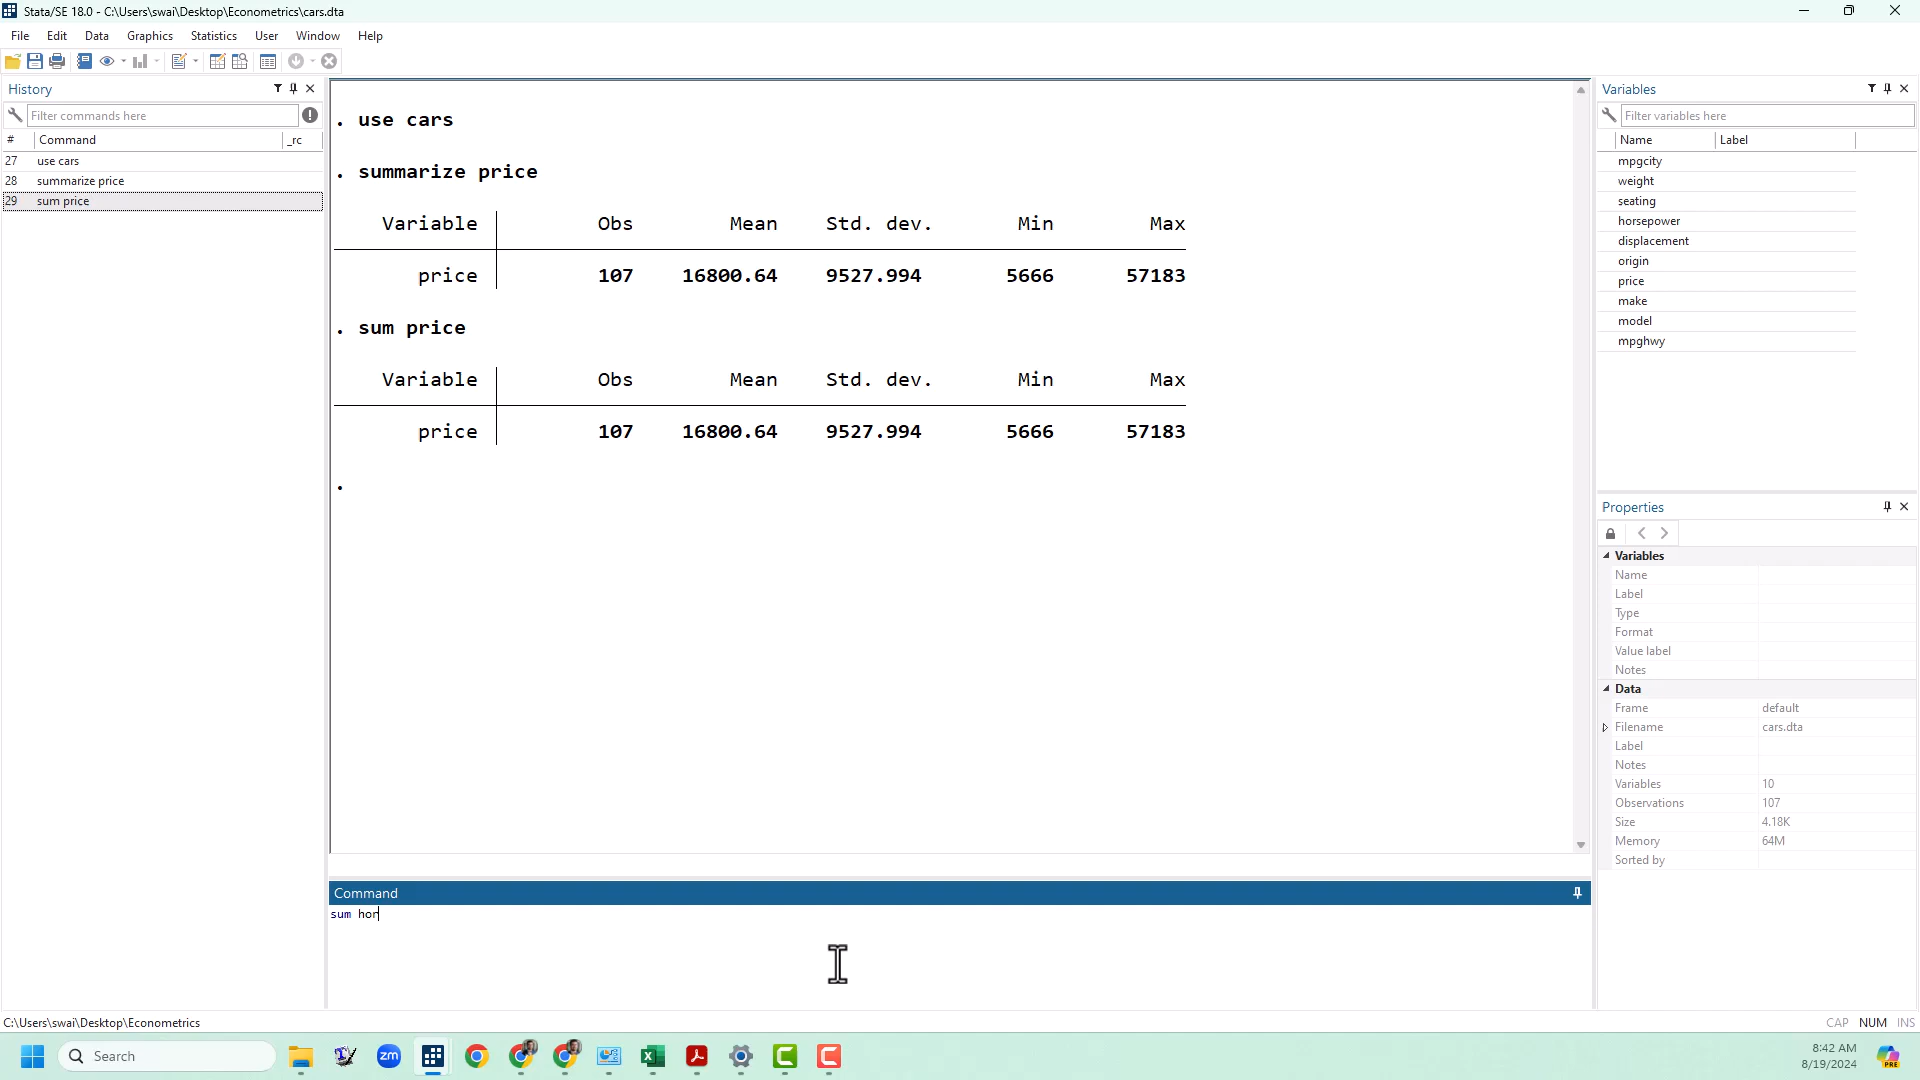 Stata/SE 18.0 - C:\Users\swai\Desktop\Econometrics\cars.dta
File Edit Data Graphics Statistics User Window Help
History
Filter commands here
# Command _rc
27 use cars
28 summarize price
29 sum price
. use cars
. summarize price
Variable Obs Mean Std. dev. Min Max
price 107 16800.64 9527.994 5666 57183
. sum price
Variable Obs Mean Std. dev. Min Max
price 107 16800.64 9527.994 5666 57183
.
Command
sum hor
Variables
Filter variables here
Name Label
mpgcity
weight
seating
horsepower
displacement
origin
price
make
model
mpghwy
Properties
Variables
Name
Label
Type
Format
Value label
Notes
Data
Frame default
Filename cars.dta
Label
Notes
Variables 10
Observations 107
Size 4.18K
Memory 64M
Sorted by
C:\Users\swai\Desktop\Econometrics
CAP NUM INS
Search
zm
8:42 AM
8/19/2024
PRE